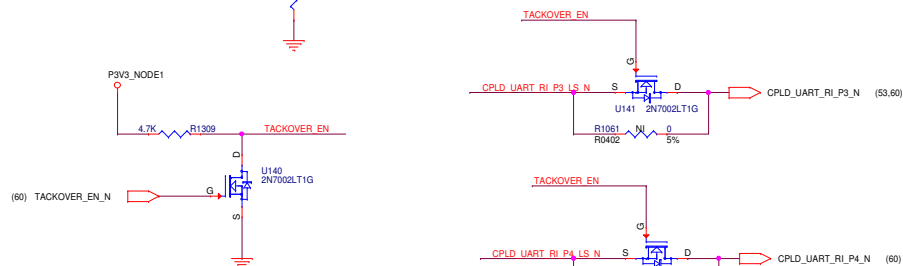 TACKOVER_EN
G
CPLD_UART_RI_P3_LS_N
S
D
CPLD_UART_RI_P3_N (53,60)
U141 2N7002LT1G
R1061 NI 0
R0402 5%
P3V3_NODE1
4.7K R1309
TACKOVER_EN
D
U140
2N7002LT1G
G
(60) TACKOVER_EN_N
S
TACKOVER_EN
G
CPLD_UART_RI_P4_LS_N
S
D
CPLD_UART_RI_P4_N (60)